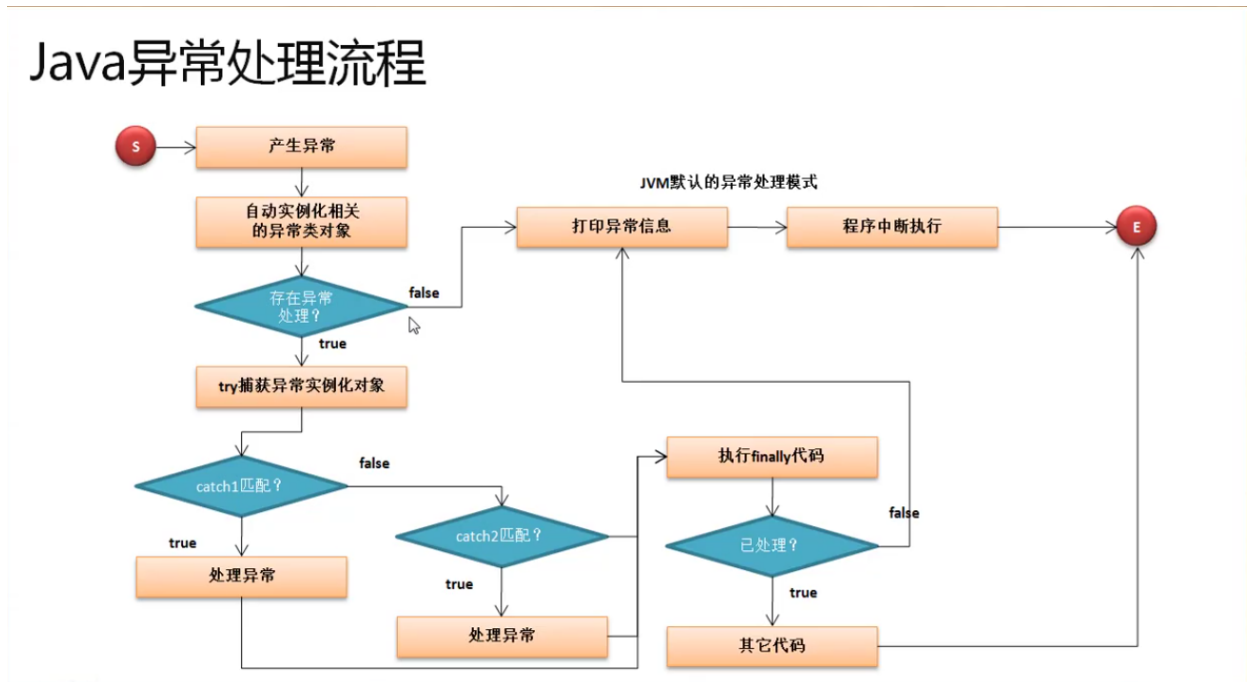 Java异常处理流程
S
产生异常
自动实例化相关
的异常类对象
JVM默认的异常处理模式
打印异常信息
程序中断执行
E
存在异常
处理？
false
true
try捕获异常实例化对象
catch1匹配？
false
true
处理异常
catch2匹配？
true
处理异常
执行finally代码
已处理？
false
true
其它代码